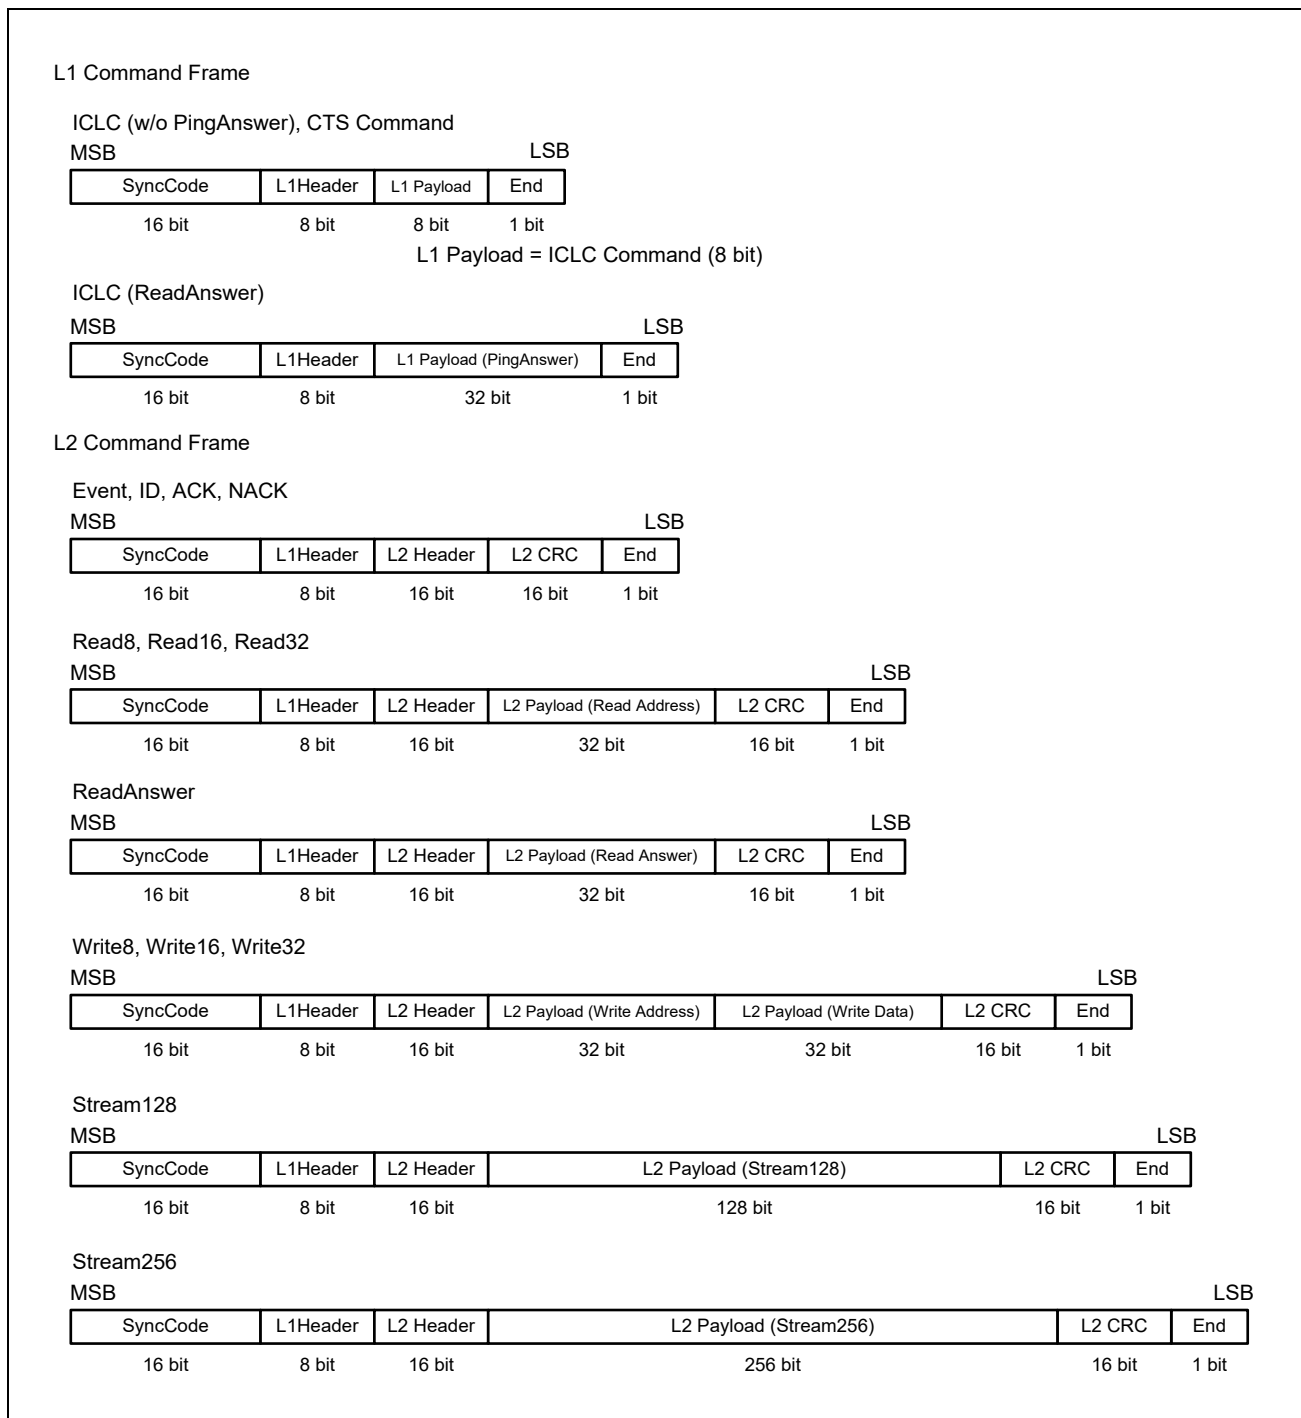 L1 Command Frame
ICLC (w/o PingAnswer), CTS Command
MSB LSB
SyncCode L1Header L1 Payload End
16 bit 8 bit 8 bit 1 bit
L1 Payload = ICLC Command (8 bit)
ICLC (ReadAnswer)
MSB LSB
SyncCode L1Header L1 Payload (PingAnswer) End
16 bit 8 bit 32 bit 1 bit
L2 Command Frame
Event, ID, ACK, NACK
MSB LSB
SyncCode L1Header L2 Header L2 CRC End
16 bit 8 bit 16 bit 16 bit 1 bit
Read8, Read16, Read32
MSB LSB
SyncCode L1Header L2 Header L2 Payload (Read Address) L2 CRC End
16 bit 8 bit 16 bit 32 bit 16 bit 1 bit
ReadAnswer
MSB LSB
SyncCode L1Header L2 Header L2 Payload (Read Answer) L2 CRC End
16 bit 8 bit 16 bit 32 bit 16 bit 1 bit
Write8, Write16, Write32
MSB LSB
SyncCode L1Header L2 Header L2 Payload (Write Address) L2 Payload (Write Data) L2 CRC End
16 bit 8 bit 16 bit 32 bit 32 bit 16 bit 1 bit
Stream128
MSB LSB
SyncCode L1Header L2 Header L2 Payload (Stream128) L2 CRC End
16 bit 8 bit 16 bit 128 bit 16 bit 1 bit
Stream256
MSB LSB
SyncCode L1Header L2 Header L2 Payload (Stream256) L2 CRC End
16 bit 8 bit 16 bit 256 bit 16 bit 1 bit